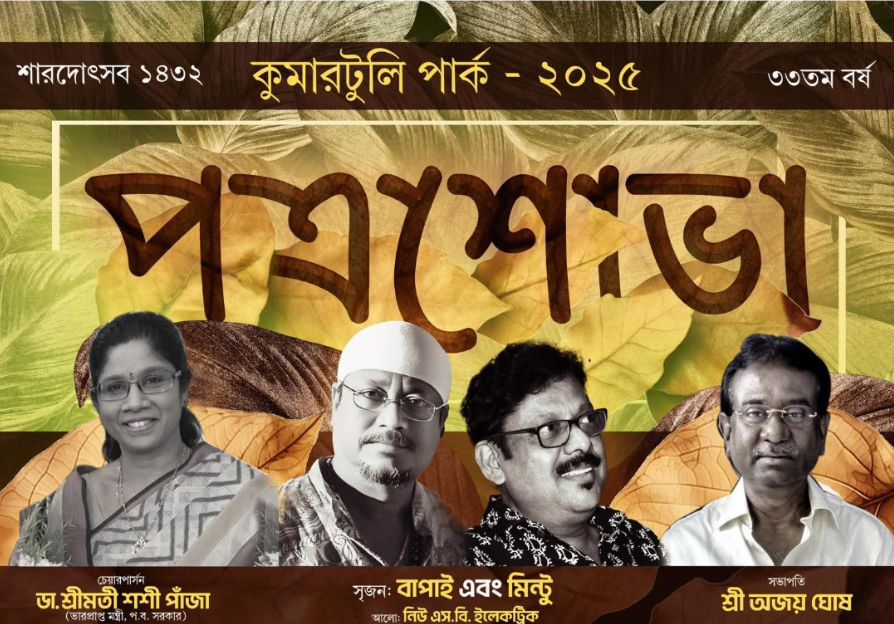 শারদোৎসব ১৪৩২
কুমারটুলি পার্ক - ২০২৫
৩৩তম বর্ষ
পত্রশোভা
চেয়ারপার্সন
ডা. শ্রীমতী শশী পাঁজা
(ভারপ্রাপ্ত মন্ত্রী, প.ব. সরকার)
সৃজন: বাপাই এবং মিন্টু
আলো: নিউ এস.বি. ইলেকট্রিক
সভাপতি
শ্রী অজয় ঘোষ